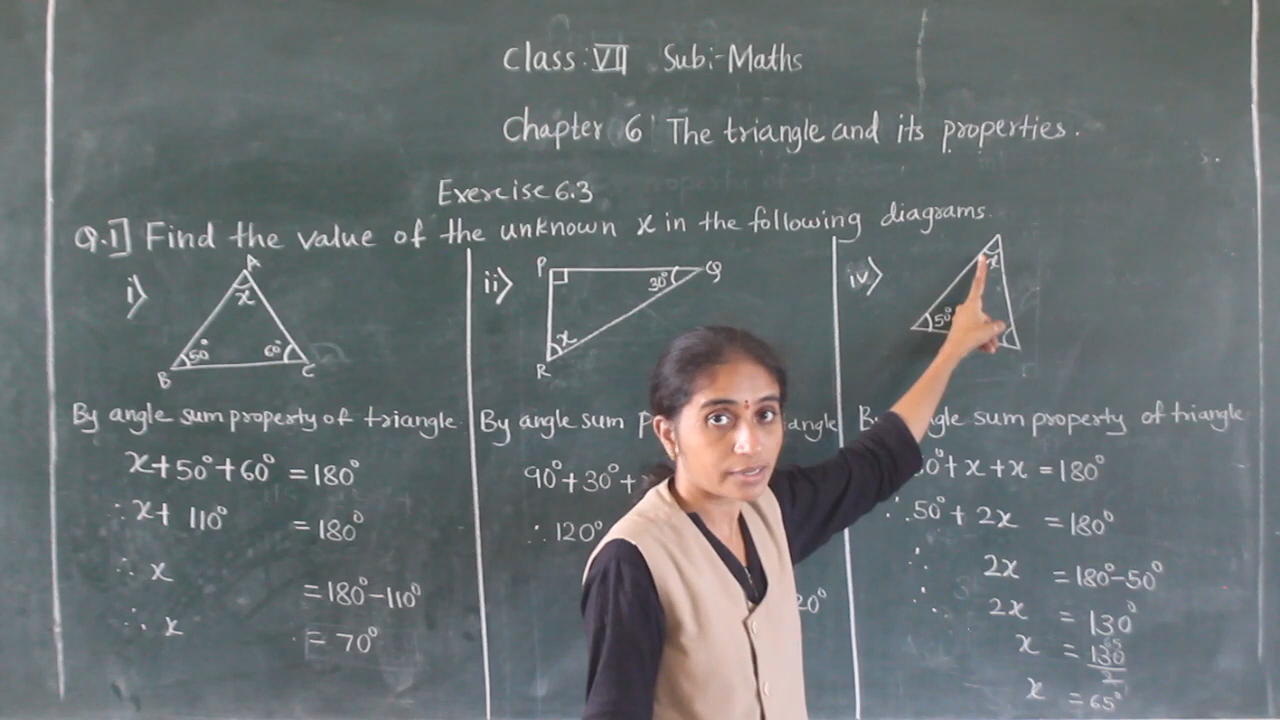 Class : VII Sub:-Maths
Chapter 6 The triangle and its properties.
Exercise 6.3
Q.1] Find the value of the unknown x in the following diagrams.
i>
A
x
50°
60°
B
C
By angle sum property of triangle
x+50°+60° =180°
∴x+ 110° =180°
∴ x =180°-110°
∴ x = 70°
ii>
P
Q
30°
x
R
By angle sum
90°+30°+
∴120°
20°
iv>
x
50°
angle sum property of triangle
50°+x+x =180°
∴50°+ 2x =180°
∴ 2x =180°-50°
∴ 2x = 130°
x = 130
65
x =65°